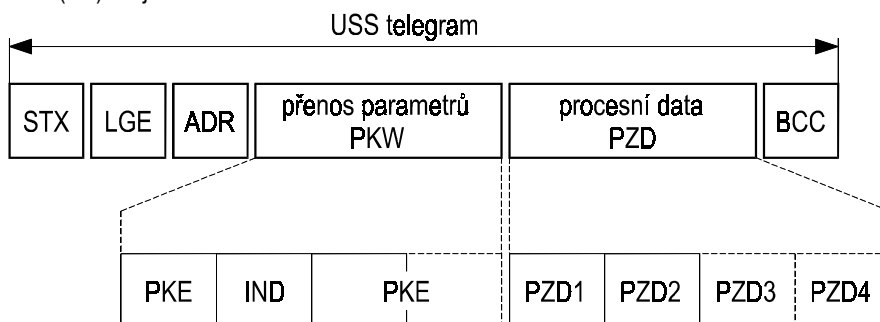 USS telegram
STX LGE ADR přenos parametrů PKW procesní data PZD BCC
PKE IND PKE PZD1 PZD2 PZD3 PZD4